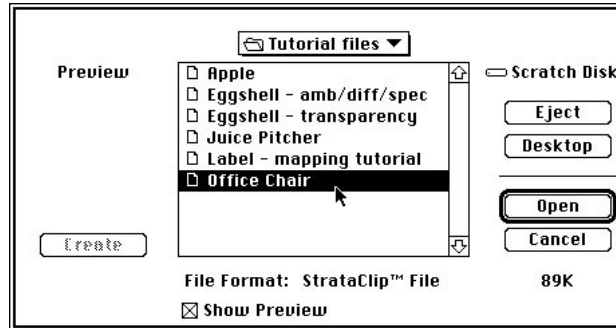 Tutorial files
Preview
Scratch Disk
Apple
Eggshell - amb/diff/spec
Eggshell - transparency
Juice Pitcher
Label - mapping tutorial
Office Chair
Eject
Desktop
Open
Create
Cancel
File Format: StrataClip™ File
89K
Show Preview